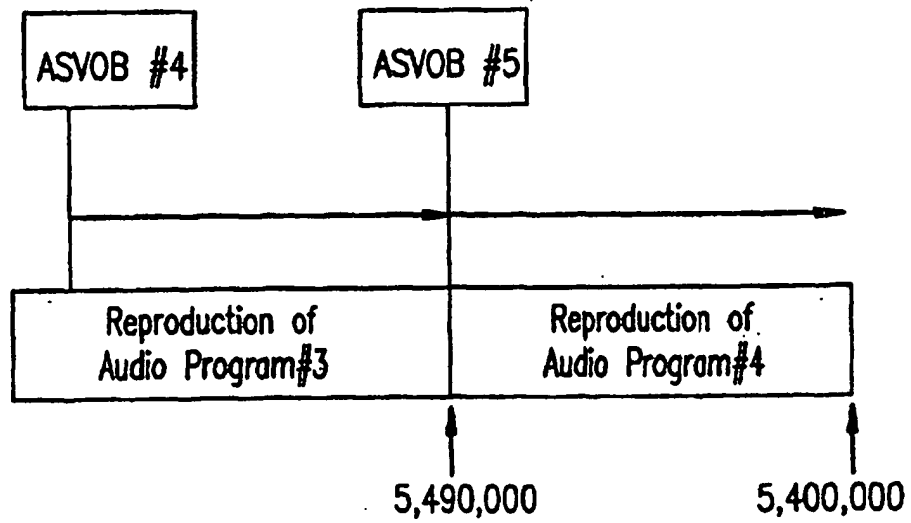 ASVOB #4
ASVOB #5
Reproduction of
Audio Program#3
Reproduction of
Audio Program#4
5,490,000
5,400,000